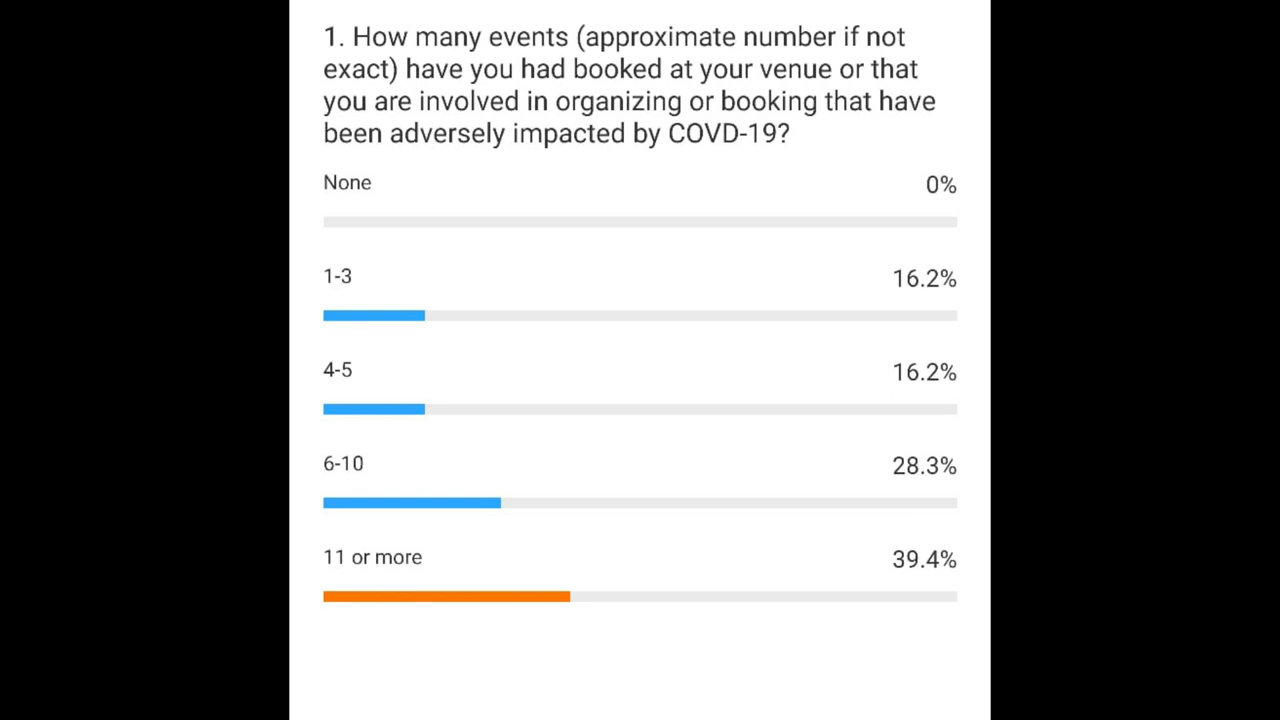 1. How many events (approximate number if not
exact) have you had booked at your venue or that
you are involved in organizing or booking that have
been adversely impacted by COVD-19?
None 0%
1-3 16.2%
4-5 16.2%
6-10 28.3%
11 or more 39.4%